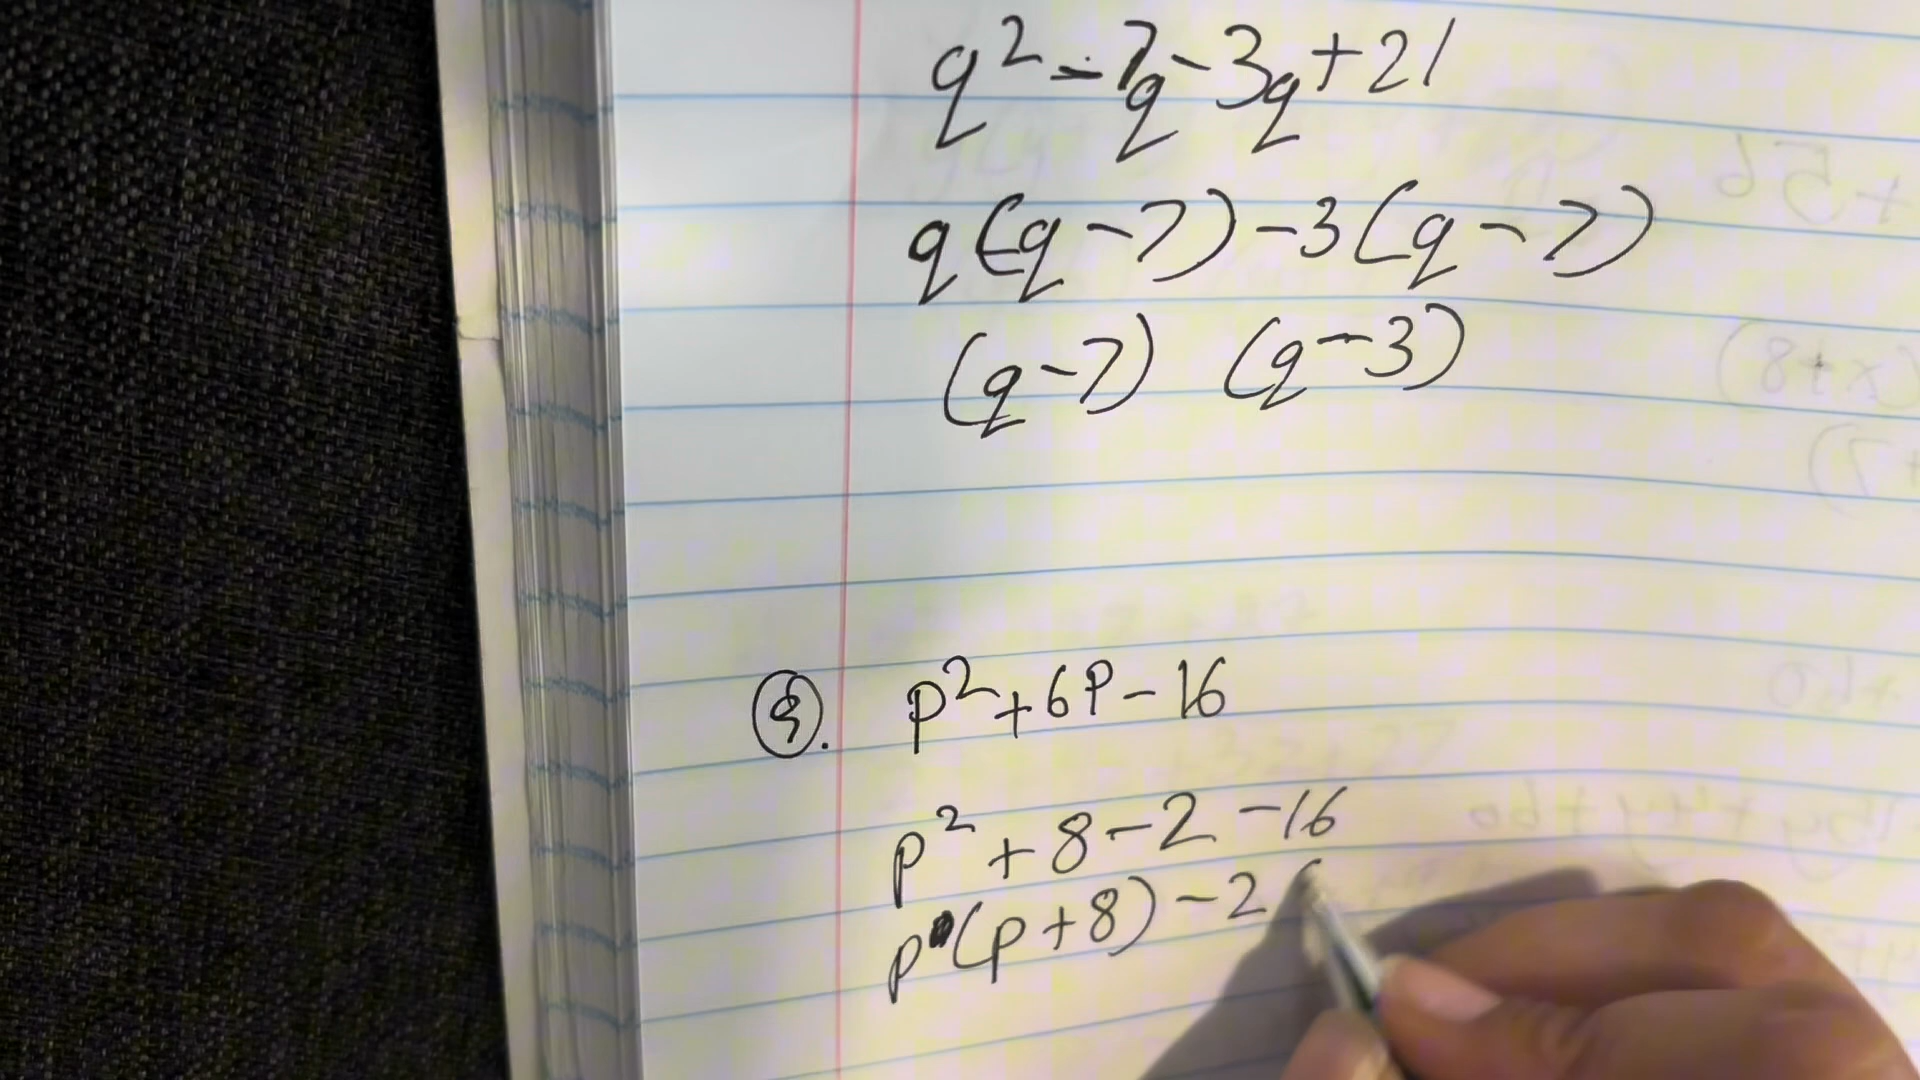 q² - 7q - 3q + 21
q(q - 7) - 3(q - 7)
(q - 7) (q - 3)
9. p² + 6p - 16
p² + 8 - 2 - 16
p(p + 8) - 2(